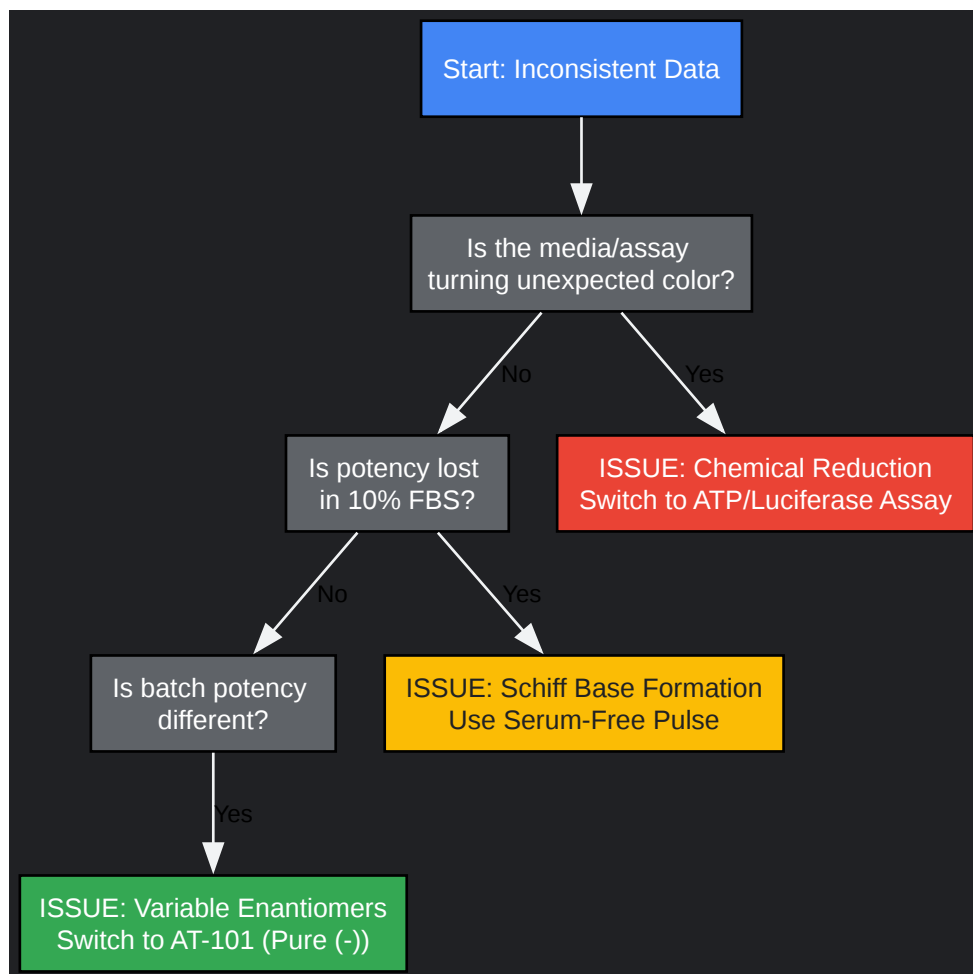 Start: Inconsistent Data
Is the media/assay
turning unexpected color?
No
Yes
Is potency lost
in 10% FBS?
ISSUE: Chemical Reduction
Switch to ATP/Luciferase Assay
No
Yes
Is batch potency
different?
ISSUE: Schiff Base Formation
Use Serum-Free Pulse
Yes
ISSUE: Variable Enantiomers
Switch to AT-101 (Pure (-))